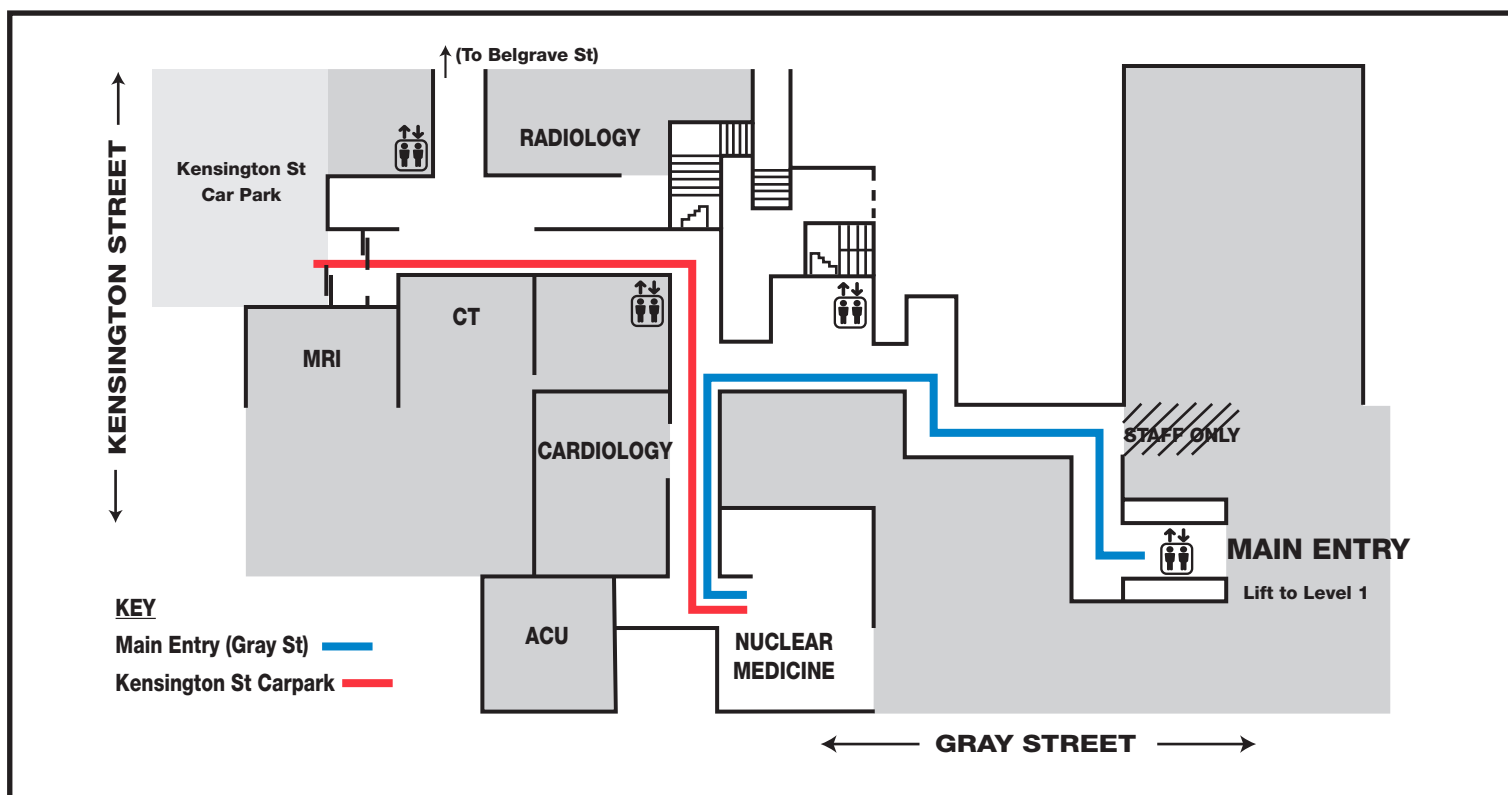 (To Belgrave St)
KENSINGTON STREET
Kensington St
Car Park
RADIOLOGY
CT
MRI
CARDIOLOGY
STAFF ONLY
MAIN ENTRY
Lift to Level 1
KEY
Main Entry (Gray St)
Kensington St Carpark
ACU
NUCLEAR
MEDICINE
GRAY STREET